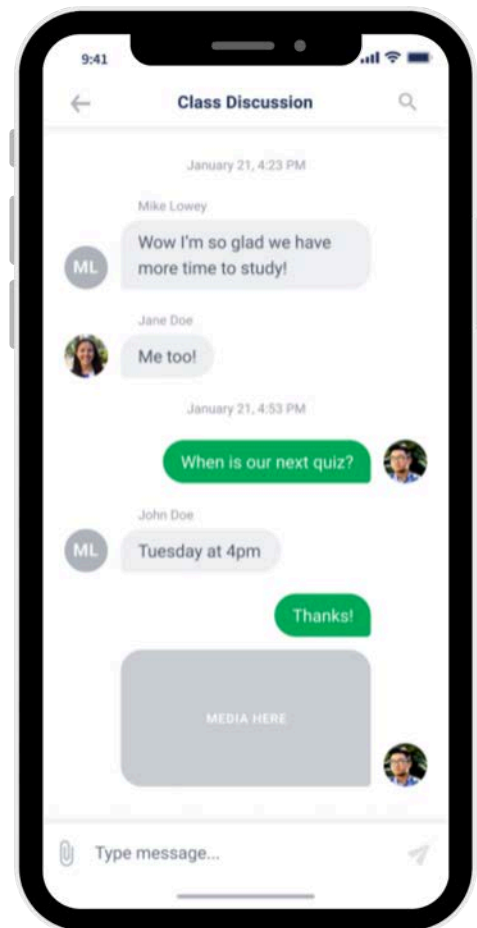 9:41
Class Discussion
January 21, 4:23 PM
Mike Lowey
ML
Wow I'm so glad we have
more time to study!
Jane Doe
Me too!
January 21, 4:53 PM
When is our next quiz?
John Doe
ML
Tuesday at 4pm
Thanks!
MEDIA HERE
Type message...